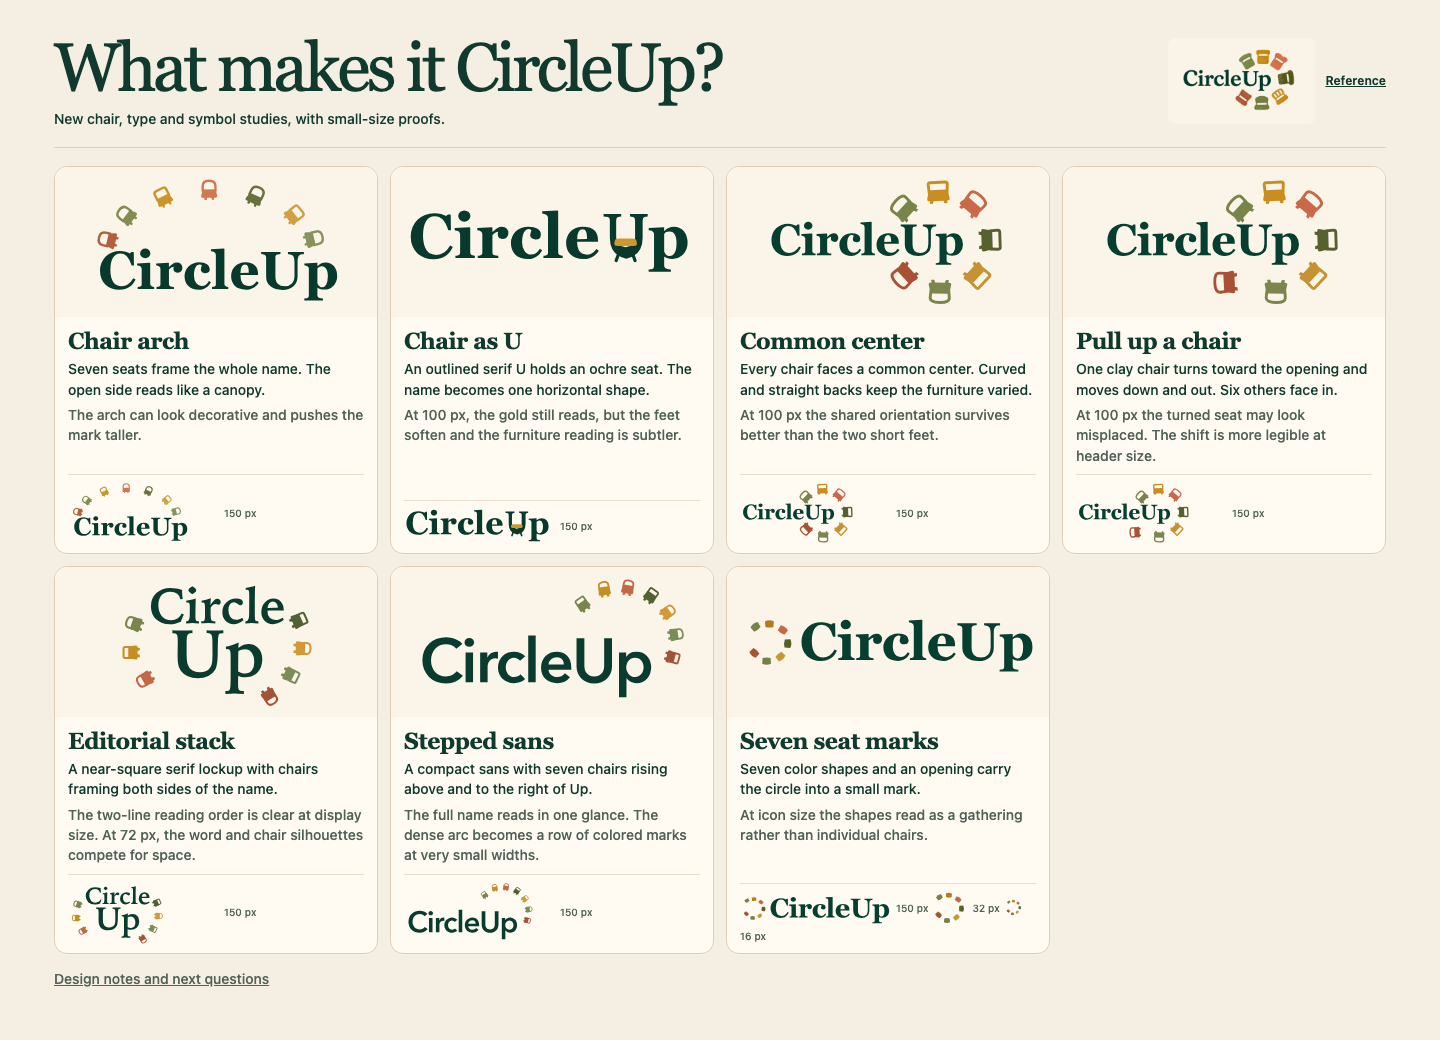 What makes it CircleUp?
New chair, type and symbol studies, with small-size proofs.
CircleUp
Reference
CircleUp
Chair arch
Seven seats frame the whole name. The
open side reads like a canopy.
The arch can look decorative and pushes the
mark taller.
CircleUp
150 px
CircleUp
Chair as U
An outlined serif U holds an ochre seat. The
name becomes one horizontal shape.
At 100 px, the gold still reads, but the feet
soften and the furniture reading is subtler.
CircleUp
150 px
CircleUp
Common center
Every chair faces a common center. Curved
and straight backs keep the furniture varied.
At 100 px the shared orientation survives
better than the two short feet.
CircleUp
150 px
CircleUp
Pull up a chair
One clay chair turns toward the opening and
moves down and out. Six others face in.
At 100 px the turned seat may look
misplaced. The shift is more legible at
header size.
CircleUp
150 px
Circle
Up
Editorial stack
A near-square serif lockup with chairs
framing both sides of the name.
The two-line reading order is clear at display
size. At 72 px, the word and chair silhouettes
compete for space.
Circle
Up
150 px
CircleUp
Stepped sans
A compact sans with seven chairs rising
above and to the right of Up.
The full name reads in one glance. The
dense arc becomes a row of colored marks
at very small widths.
CircleUp
150 px
CircleUp
Seven seat marks
Seven color shapes and an opening carry
the circle into a small mark.
At icon size the shapes read as a gathering
rather than individual chairs.
CircleUp
150 px
32 px
16 px
Design notes and next questions